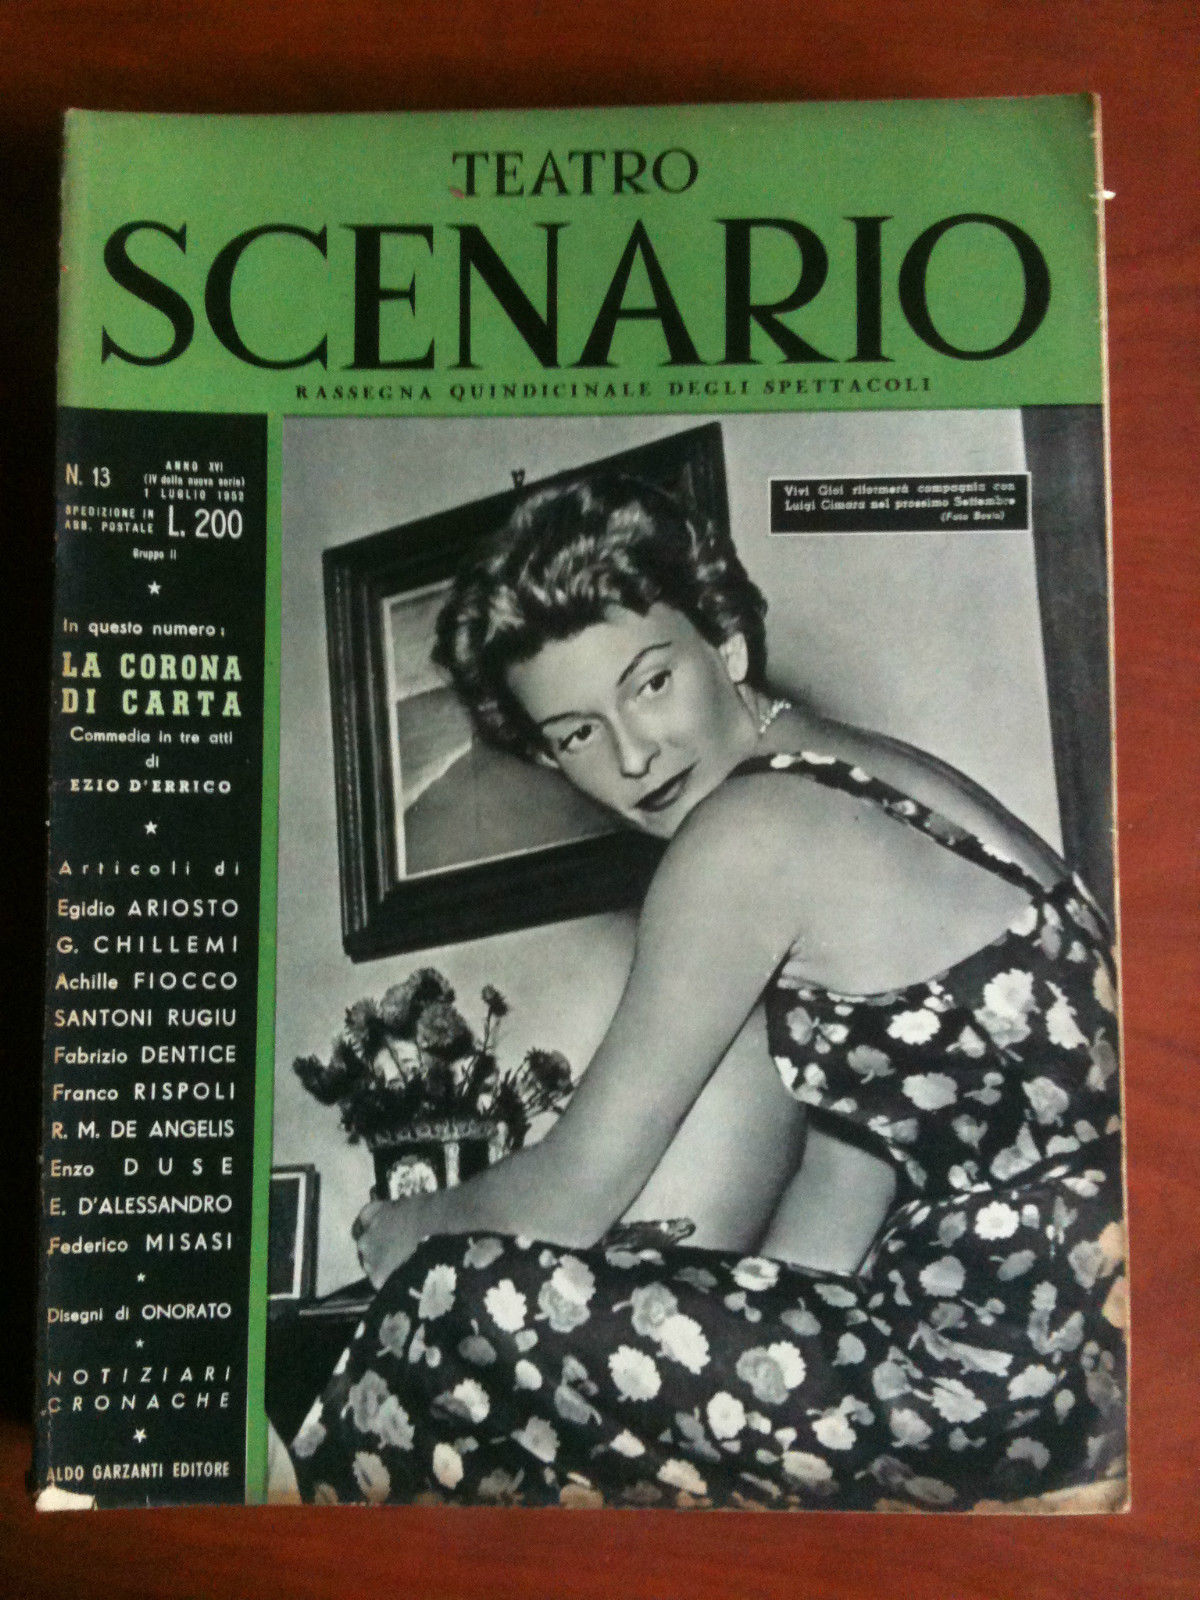 TEATRO
SCENARIO
RASSEGNA QUINDICINALE DEGLI SPETTACOLI
N. 13
ANNO XVI
(IV della nuova serie)
1 LUGLIO 1952
SPEDIZIONE IN
ABB. POSTALE
L. 200
Gruppo II
In questo numero:
LA CORONA
DI CARTA
Commedia in tre atti
di
EZIO D'ERRICO
Articoli di
Egidio ARIOSTO
G. CHILLEMI
Achille FIOCCO
SANTONI RUGIU
Fabrizio DENTICE
Franco RISPOLI
R. M. DE ANGELIS
Enzo DUSE
E. D'ALESSANDRO
Federico MISASI
Disegni di ONORATO
NOTIZIARI
CRONACHE
ALDO GARZANTI EDITORE
Vivi Gioi riformerà compagnia con
Luigi Cimara nel prossimo Settembre
(Foto Bosio)